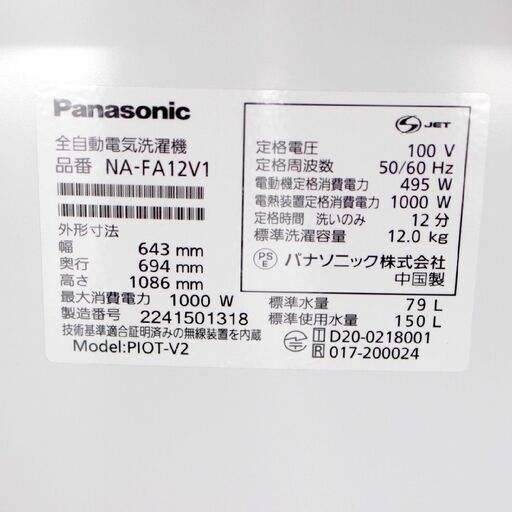 Panasonic
全自動電気洗濯機
品番 NA-FA12V1
外形寸法
幅 643 mm
奥行 694 mm
高さ 1086 mm
最大消費電力 1000 W
製造番号 2241501318
技術基準適合証明済みの無線装置を内蔵
Model:PIOT-V2
S JET
定格電圧 100 V
定格周波数 50/60 Hz
電動機定格消費電力 495 W
電熱装置定格消費電力 1000 W
定格時間 洗いのみ 12 分
標準洗濯容量 12.0 kg
PSE パナソニック株式会社
中国製
標準水量 79 L
標準使用水量 150 L
T D20-0218001
R 017-200024